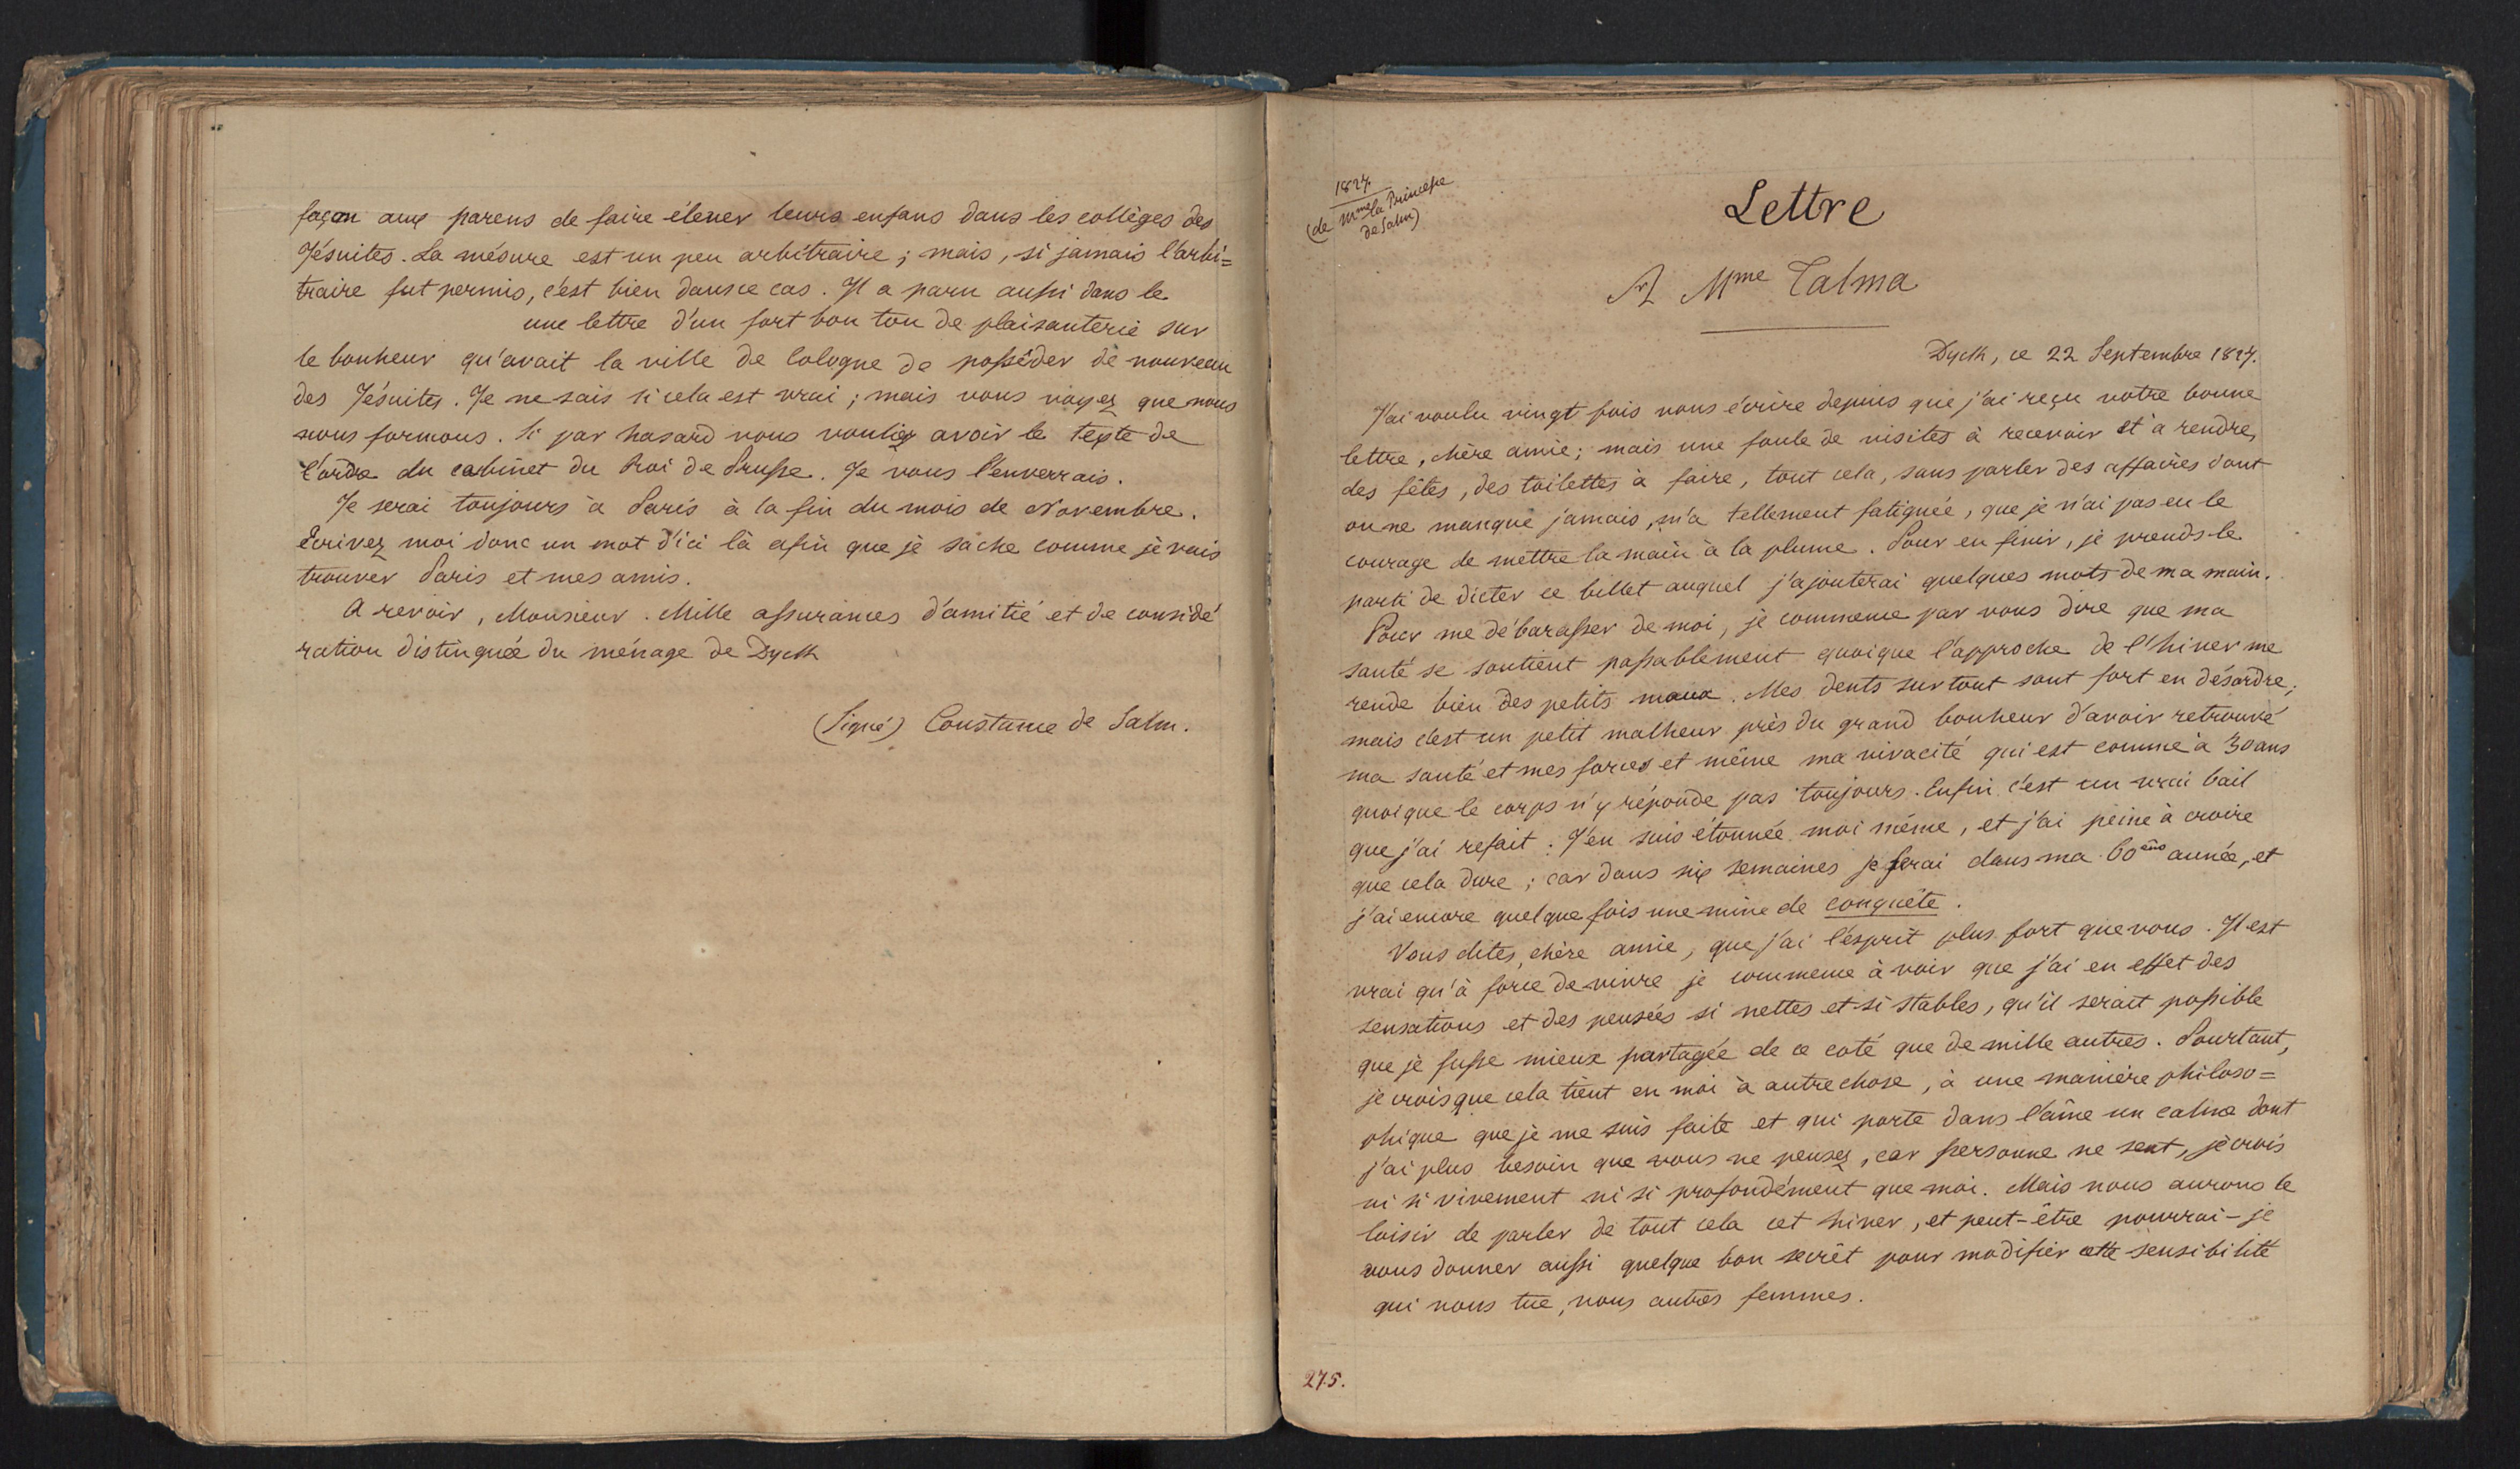 façon aux parens de faire élever leurs enfans dans les collèges des
Jésuites. La mésure est un peu arbitraire ; mais, si jamais l'arbi=
traire fut permis, c'est bien dans ce cas. Il a paru aussi dans le
une lettre d'un fort bon ton de plaisanterie sur
le bonheur qu'avait la ville de Cologne de posséder de nouveau
des Jésuites. Je ne sais si cela est vrai ; mais vous voyez que nous
nous formons. Si par hasard vous vouliez avoir le texte de
l'ordre du cabinet du Roi de Prusse. Je vous l'enverrais.
Je serai toujours à Paris à la fin du mois de Novembre.
Ecrivez moi donc un mot d'ici là afin que je sache comme je vais
trouver Paris et mes amis.
A revoir, Monsieur. Mille assurances d'amitié et de considé
ration distinguée du ménage de Dyck
(Signé) Constance de Salm.
1827.
(de Mme la Princesse
de Salm)
Lettre
A Mme Talma
Dyck, ce 22 Septembre 1827.
J'ai voulu vingt fois vous écrire depuis que j'ai reçu votre bonne
lettre, chère amie ; mais une foule de visites à recevoir et à rendre,
des fêtes, des toilettes à faire, tout cela, sans parler des affaires dont
on ne manque jamais, m'a tellement fatiguée, que je n'ai pas eu le
courage de mettre la main à la plume. Pour en finir, je prends le
parti de dicter ce billet auquel j'ajouterai quelques mots de ma main.
Pour me débarasser de moi, je commence par vous dire que ma
santé se soutient passablement quoique l'approche de l'hiver me
rende bien des petits maux. Mes dents surtout sont fort en désordre ;
mais c'est un petit malheur près du grand bonheur d'avoir retrouvé
ma santé et mes forces et même ma vivacité qui est comme à 30 ans
quoique le corps n'y réponde pas toujours. Enfin c'est un vrai bail
que j'ai refait : J'en suis étonnée moi même, et j'ai peine à croire
que cela dure ; car dans six semaines je serai dans ma 60ème année, et
j'ai encore quelque fois une mine de conquête.
Vous dites, chère amie, que j'ai l'esprit plus fort que vous. Il est
vrai qu'à force de vivre je commence à voir que j'ai en effet des
sensations et des pensées si nettes et si stables, qu'il serait possible
que je fusse mieux partagée de ce coté que de mille autres. Pourtant,
je crois que cela tient en moi à autre chose, à une manière philoso=
phique que je me suis faite et qui porte dans l'âme un calme dont
j'ai plus besoin que vous ne pensez, car personne ne sent, je crois
ni si vivement ni si profondément que moi. Mais nous aurons le
loisir de parler de tout cela cet hiver, et peut-être pourrai-je
vous donner aussi quelque bon secrêt pour modifier cette sensibilité
qui nous tue, nous autres femmes.
275.